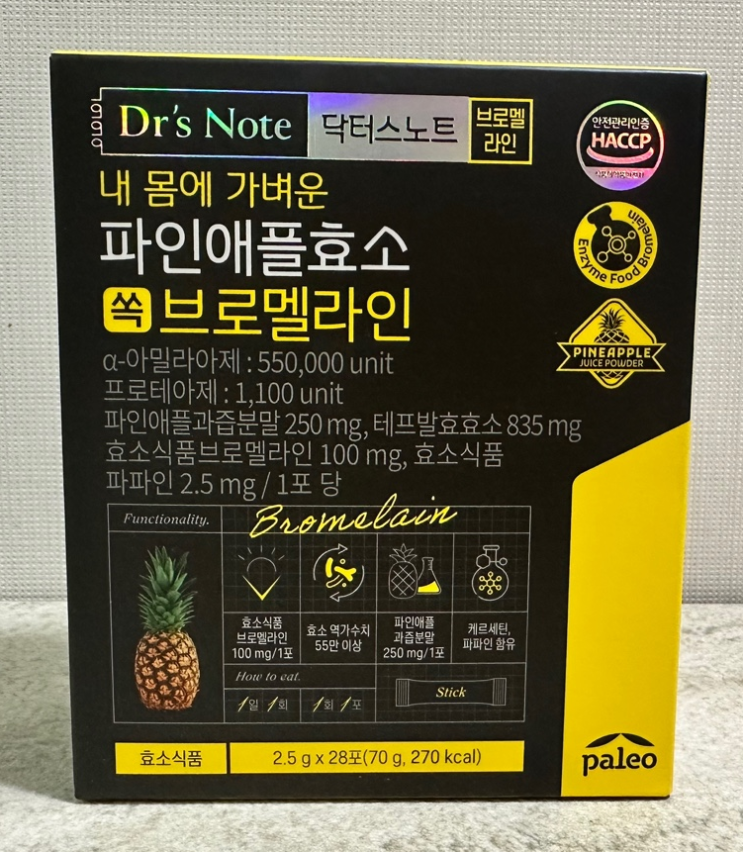 Dr's Note 닥터스노트 브로멜
라인
안전관리인증
HACCP
내 몸에 가벼운
파인애플효소
쏙 브로멜라인
Enzyme Food Bromelain
PINEAPPLE
JUICE POWDER
α-아밀라아제 : 550,000 unit
프로테아제 : 1,100 unit
파인애플과즙분말 250 mg, 테프발효효소 835 mg
효소식품브로멜라인 100 mg, 효소식품
파파인 2.5 mg / 1포 당
Functionality.
Bromelain
효소식품
브로멜라인
100 mg/1포
효소 역가수치
55만 이상
파인애플
과즙분말
250 mg/1포
케르세틴,
파파인 함유
How to eat.
1일 1회
1회 1포
Stick
효소식품
2.5 g x 28포(70 g, 270 kcal)
paleo